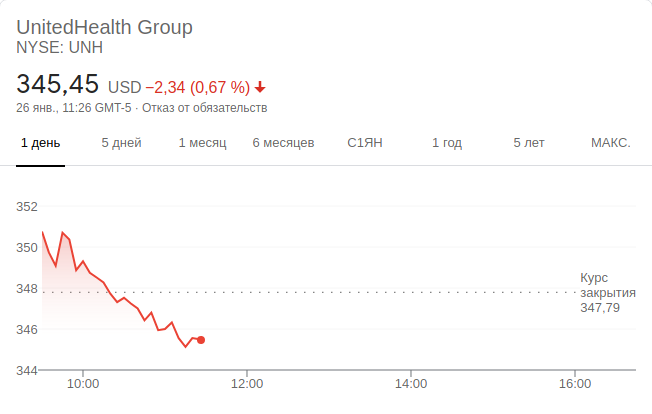 UnitedHealth Group
NYSE: UNH
345,45 USD −2,34 (0,67 %)
26 янв., 11:26 GMT-5 · Отказ от обязательств
1 день 5 дней 1 месяц 6 месяцев С1ЯН 1 год 5 лет МАКС.
352
350
348
346
344
Курс
закрытия
347,79
10:00 12:00 14:00 16:00